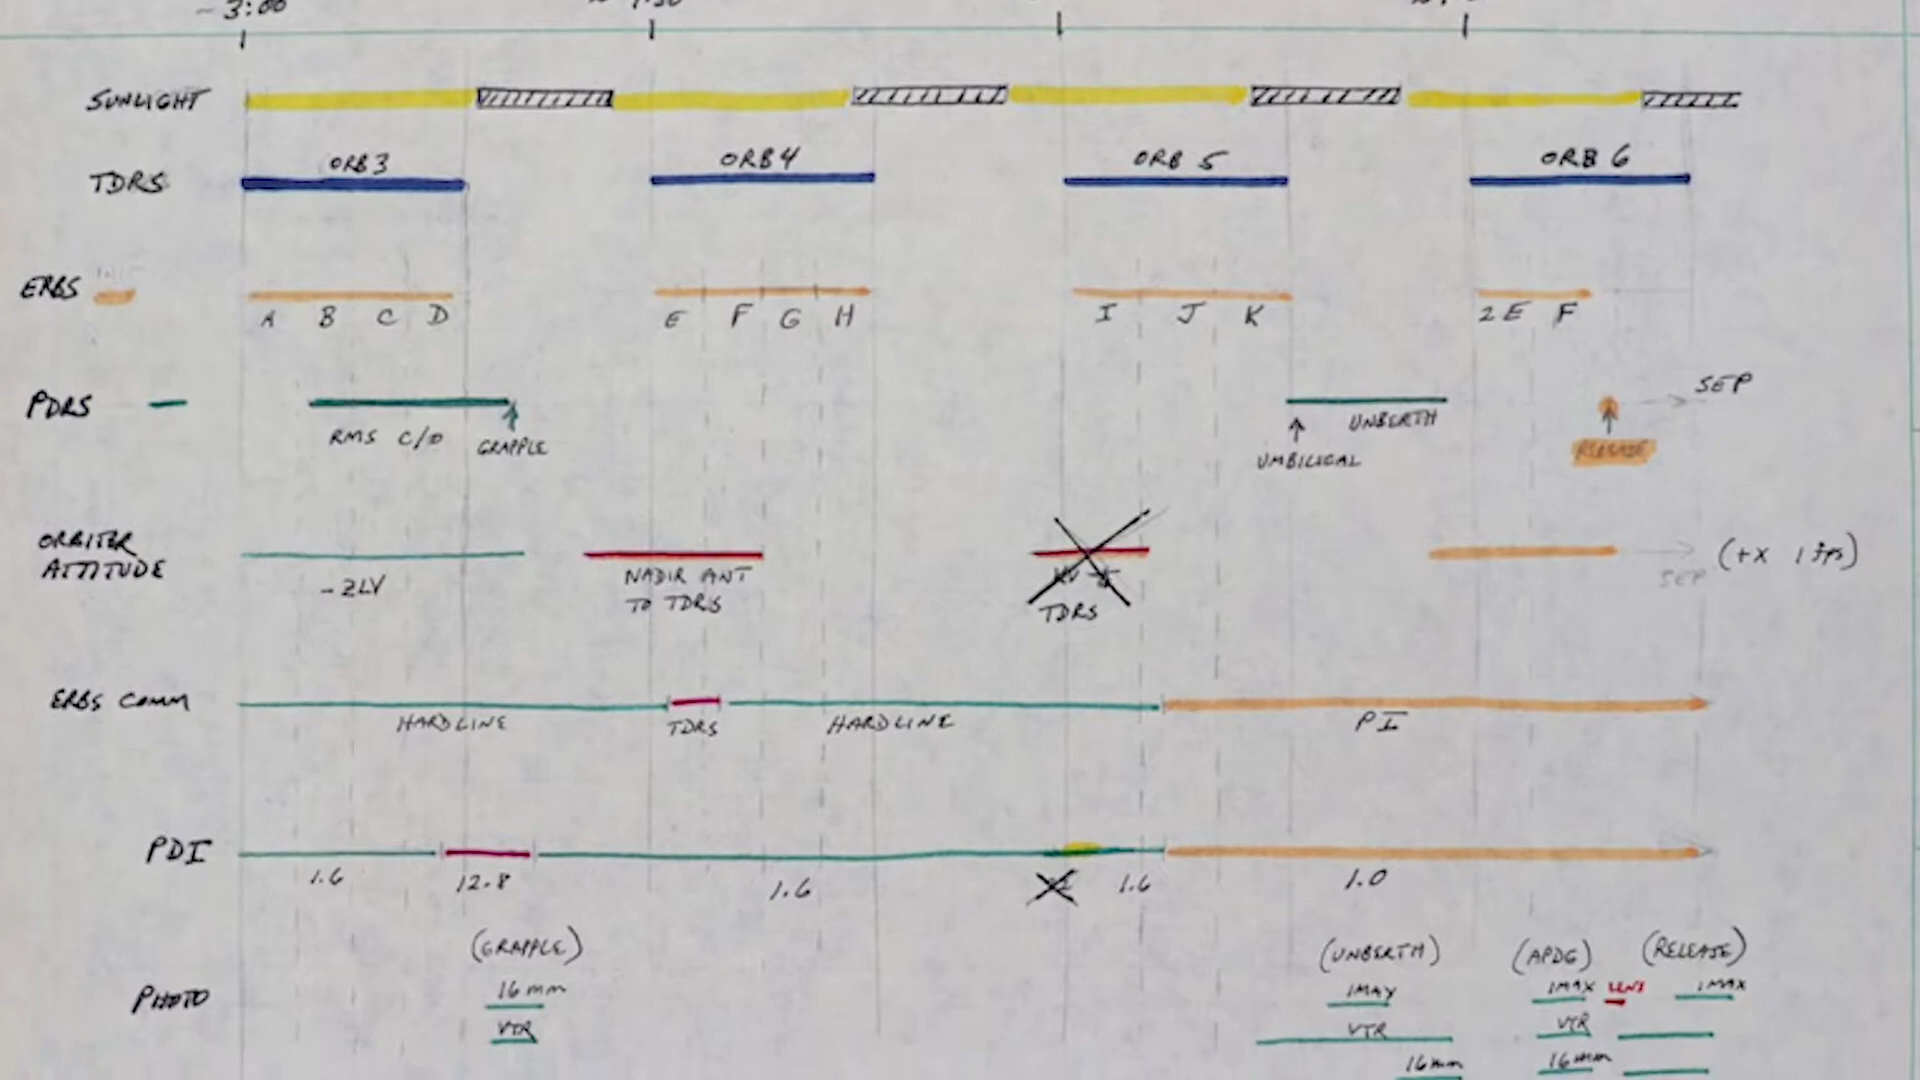 ~ 3:00
SUNLIGHT
TDRS ORB 3 ORB 4 ORB 5 ORB 6
ERBS
A B C D E F G H I J K 2E F
PDRS
RMS C/O GRAPPLE UMBILICAL UNBERTH RELEASE SEP
ORBITER
ATTITUDE
-ZLV NADIR ANT
TO TDRS
TDRS
SEP (+X 1 fps)
ERBS COMM
HARDLINE TDRS HARDLINE PI
PDI
1.6 12.8 1.6 1.6 1.0
(GRAPPLE) (UNBERTH) (APDG) (RELEASE)
PHOTO 16mm IMAX IMAX LENS IMAX
VTR VTR VTR
16mm 16mm